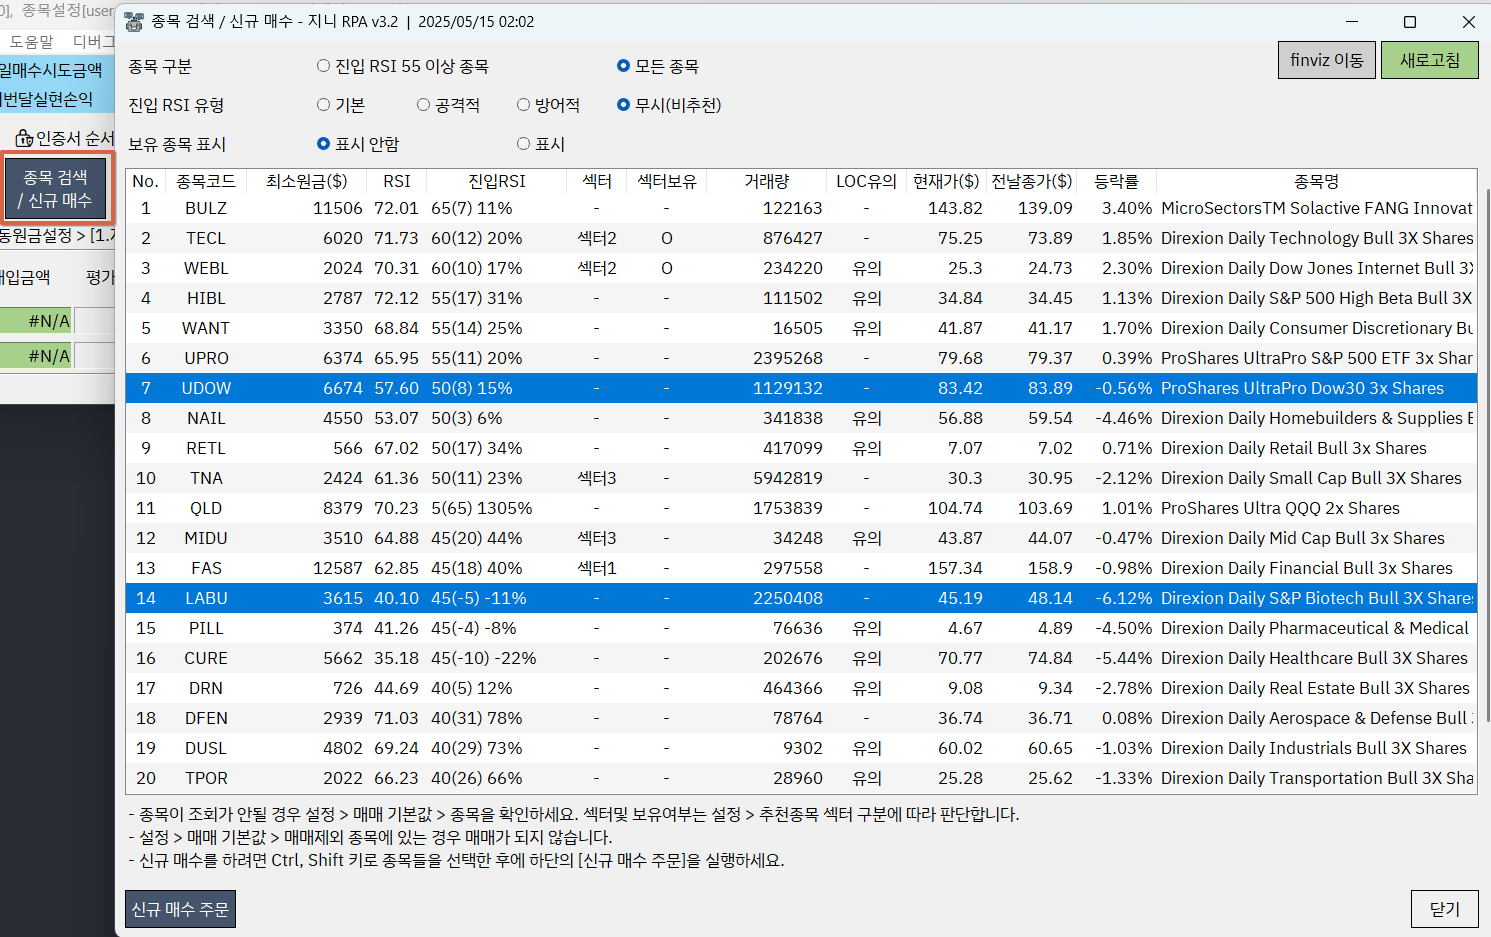 종목 검색 / 신규 매수 - 지니 RPA v3.2 | 2025/05/15 02:02
0], 종목설정[user_
도움말 디버그
일매수시도금액
번달실현손익
인증서 순서
종목 검색
/ 신규 매수
동원금설정 > [1.
매입금액 평가
#N/A
#N/A
종목 구분 진입 RSI 55 이상 종목 모든 종목 finviz 이동 새로고침
진입 RSI 유형 기본 공격적 방어적 무시(비추천)
보유 종목 표시 표시 안함 표시
No. 종목코드 최소원금($) RSI 진입RSI 섹터 섹터보유 거래량 LOC유의 현재가($) 전날종가($) 등락률 종목명
1 BULZ 11506 72.01 65(7) 11% - - 122163 - 143.82 139.09 3.40% MicroSectorsTM Solactive FANG Innovat
2 TECL 6020 71.73 60(12) 20% 섹터2 O 876427 - 75.25 73.89 1.85% Direxion Daily Technology Bull 3X Shares
3 WEBL 2024 70.31 60(10) 17% 섹터2 O 234220 유의 25.3 24.73 2.30% Direxion Daily Dow Jones Internet Bull 3X
4 HIBL 2787 72.12 55(17) 31% - - 111502 유의 34.84 34.45 1.13% Direxion Daily S&P 500 High Beta Bull 3X
5 WANT 3350 68.84 55(14) 25% - - 16505 유의 41.87 41.17 1.70% Direxion Daily Consumer Discretionary Bu
6 UPRO 6374 65.95 55(11) 20% - - 2395268 - 79.68 79.37 0.39% ProShares UltraPro S&P 500 ETF 3x Shar
7 UDOW 6674 57.60 50(8) 15% - - 1129132 - 83.42 83.89 -0.56% ProShares UltraPro Dow30 3x Shares
8 NAIL 4550 53.07 50(3) 6% - - 341838 유의 56.88 59.54 -4.46% Direxion Daily Homebuilders & Supplies B
9 RETL 566 67.02 50(17) 34% - - 417099 유의 7.07 7.02 0.71% Direxion Daily Retail Bull 3x Shares
10 TNA 2424 61.36 50(11) 23% 섹터3 - 5942819 - 30.3 30.95 -2.12% Direxion Daily Small Cap Bull 3X Shares
11 QLD 8379 70.23 5(65) 1305% - - 1753839 - 104.74 103.69 1.01% ProShares Ultra QQQ 2x Shares
12 MIDU 3510 64.88 45(20) 44% 섹터3 - 34248 유의 43.87 44.07 -0.47% Direxion Daily Mid Cap Bull 3x Shares
13 FAS 12587 62.85 45(18) 40% 섹터1 - 297558 - 157.34 158.9 -0.98% Direxion Daily Financial Bull 3x Shares
14 LABU 3615 40.10 45(-5) -11% - - 2250408 - 45.19 48.14 -6.12% Direxion Daily S&P Biotech Bull 3X Shares
15 PILL 374 41.26 45(-4) -8% - - 76636 유의 4.67 4.89 -4.50% Direxion Daily Pharmaceutical & Medical
16 CURE 5662 35.18 45(-10) -22% - - 202676 유의 70.77 74.84 -5.44% Direxion Daily Healthcare Bull 3X Shares
17 DRN 726 44.69 40(5) 12% - - 464366 유의 9.08 9.34 -2.78% Direxion Daily Real Estate Bull 3X Shares
18 DFEN 2939 71.03 40(31) 78% - - 78764 - 36.74 36.71 0.08% Direxion Daily Aerospace & Defense Bull
19 DUSL 4802 69.24 40(29) 73% - - 9302 유의 60.02 60.65 -1.03% Direxion Daily Industrials Bull 3X Shares
20 TPOR 2022 66.23 40(26) 66% - - 28960 유의 25.28 25.62 -1.33% Direxion Daily Transportation Bull 3X Sha
- 종목이 조회가 안될 경우 설정 > 매매 기본값 > 종목을 확인하세요. 섹터및 보유여부는 설정 > 추천종목 섹터 구분에 따라 판단합니다.
- 설정 > 매매 기본값 > 매매제외 종목에 있는 경우 매매가 되지 않습니다.
- 신규 매수를 하려면 Ctrl, Shift 키로 종목들을 선택한 후에 하단의 [신규 매수 주문]을 실행하세요.
신규 매수 주문 닫기